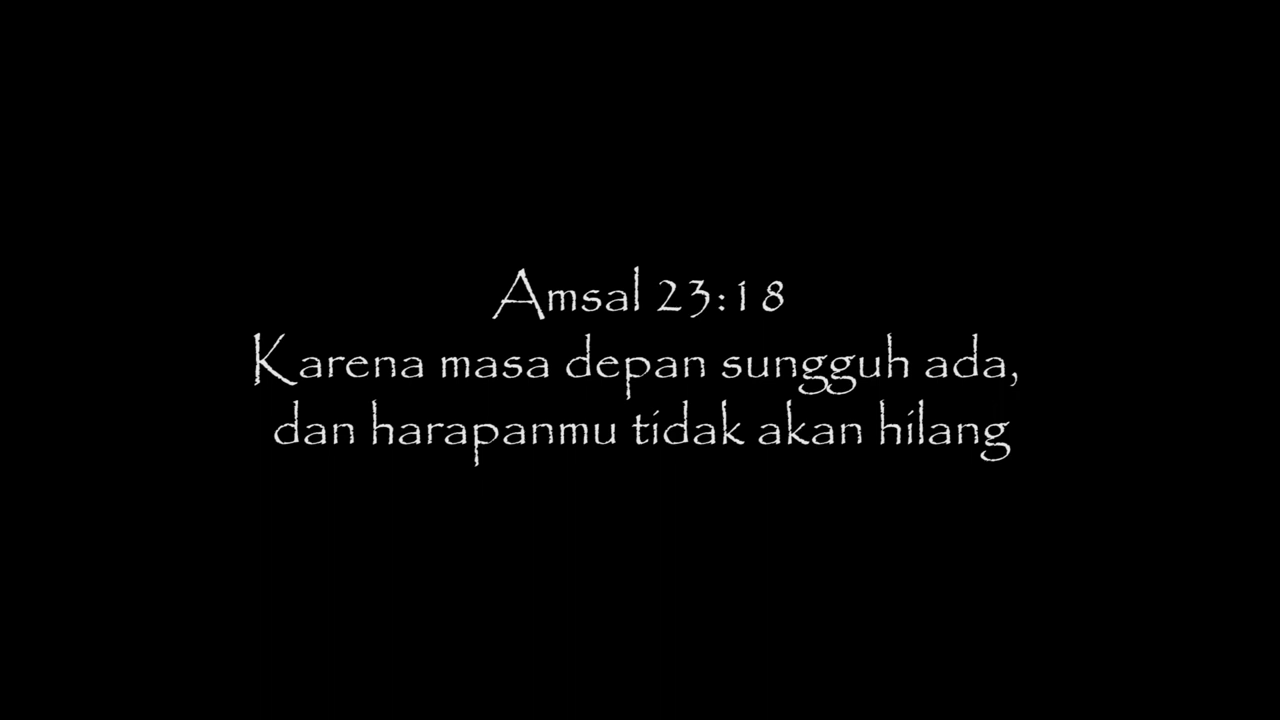 Amsal 23:18
Karena masa depan sungguh ada,
dan harapanmu tidak akan hilang